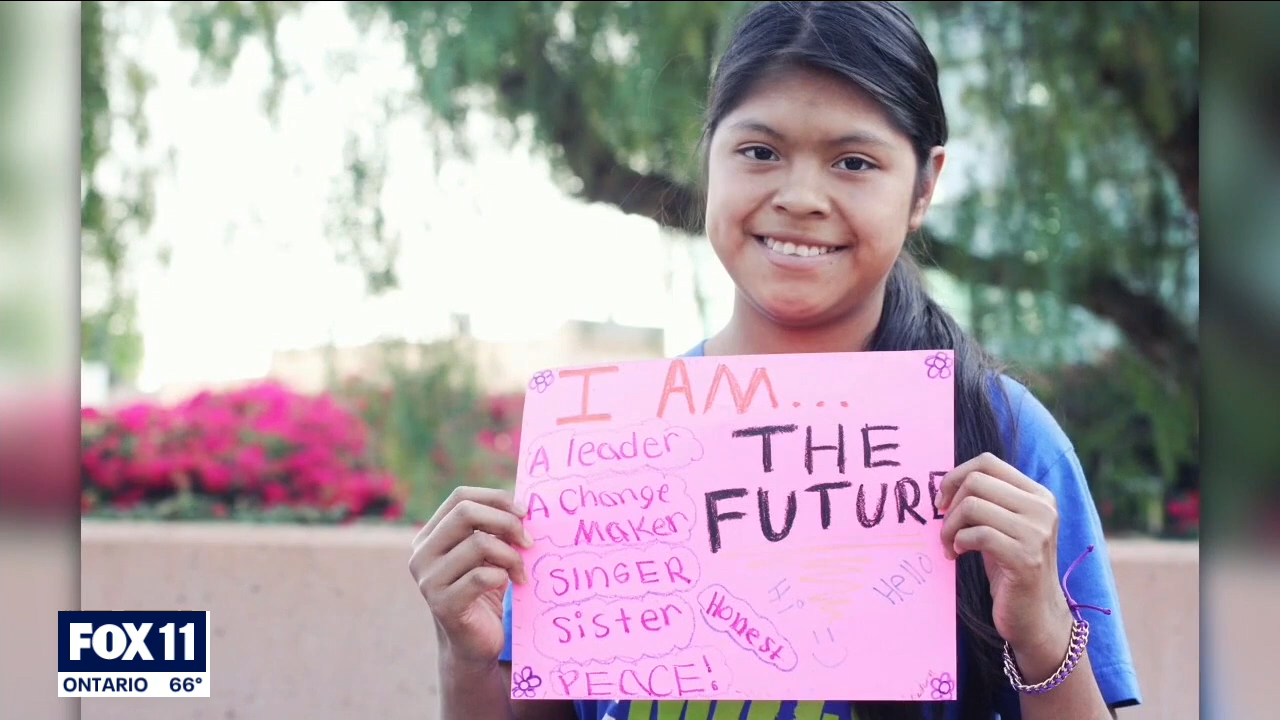 I AM...
THE
FUTURE
A leader
A Change
Maker
SINGER
Sister
PEACE!
Honest
Hi
Hello
FOX 11
ONTARIO 66°